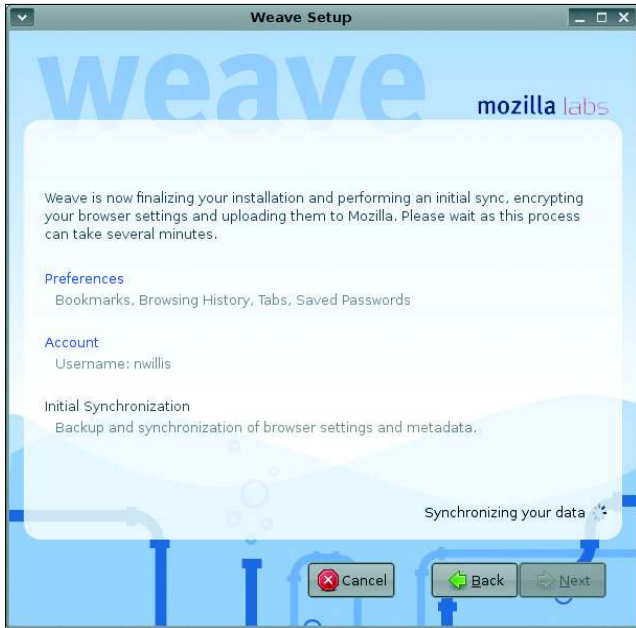 Weave Setup
weave
mozilla labs
Weave is now finalizing your installation and performing an initial sync, encrypting
your browser settings and uploading them to Mozilla. Please wait as this process
can take several minutes.
Preferences
Bookmarks, Browsing History, Tabs, Saved Passwords
Account
Username: nwillis
Initial Synchronization
Backup and synchronization of browser settings and metadata.
Synchronizing your data
Cancel
Back
Next